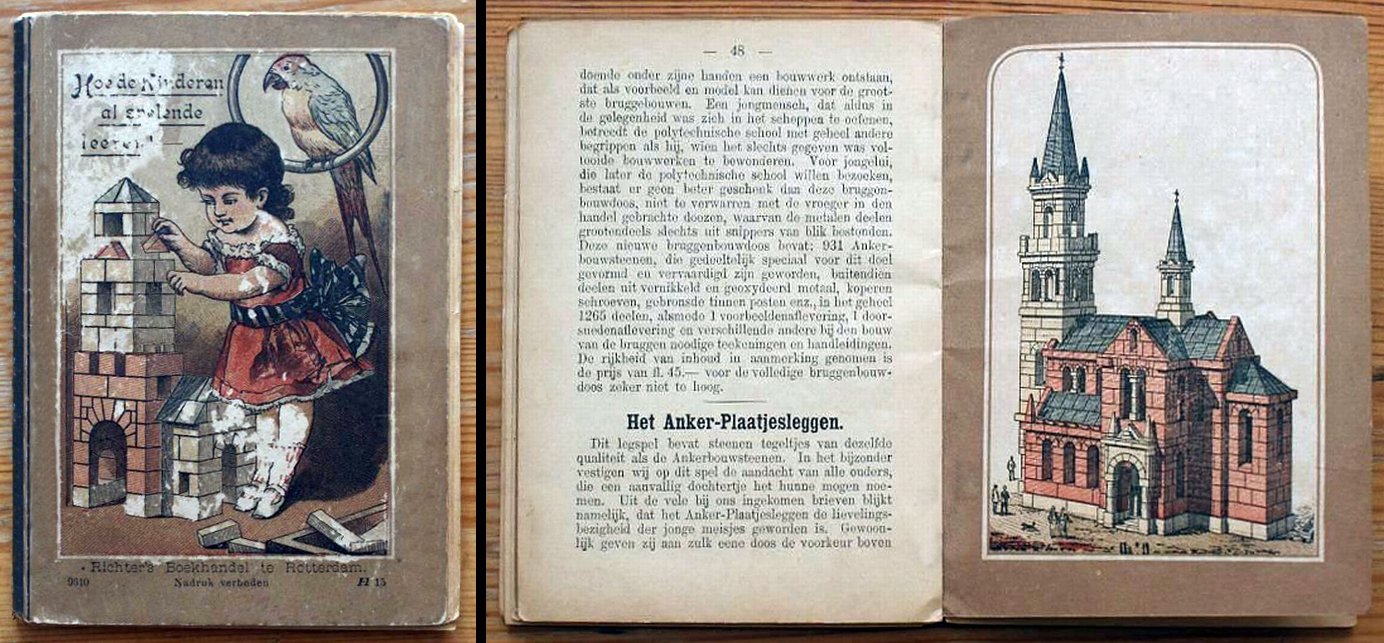 Hoe de Kinderen
al spelende
leeren"
Richter's Boekhandel te Rotterdam.
9310 Nadruk verboden H 15
— 48 —
doende onder zijne handen een bouwwerk ontstaan,
dat als voorbeeld en model kan dienen voor de groot-
ste bruggebouwen. Een jongmensch, dat aldus in
de gelegenheid was zich in het scheppen te oefenen,
betreedt de polytechnische school met geheel andere
begrippen als hij, wien het slechts gegeven was vol-
tooide bouwwerken te bewonderen. Voor jongelui,
die later de polytechnische school willen bezoeken,
bestaat er geen beter geschenk dan deze bruggen-
bouwdoos, niet te verwarren met de vroeger in den
handel gebrachte doozen, waarvan de metalen deelen
grootendeels slechts uit snippers van blik bestonden.
Deze nieuwe bruggenbouwdoos bevat: 931 Anker-
bouwsteenen, die gedeeltelijk speciaal voor dit doel
gevormd en vervaardigd zijn geworden, buitendien
deelen uit vernikkeld en geoxydeerd metaal, koperen
schroeven, gebronsde tinnen posten enz., in het geheel
1265 deelen, alsmede 1 voorbeeldenaflevering, 1 door-
snedenaflevering en verschillende andere bij den bouw
van de bruggen noodige teekeningen en handleidingen.
De rijkheid van inhoud in aanmerking genomen is
de prijs van fl. 45.— voor de volledige bruggenbouw-
doos zeker niet te hoog.
Het Anker-Plaatjesleggen.
Dit legspel bevat steenen tegeltjes van dezelfde
qualiteit als de Ankerbouwsteenen. In het bijzonder
vestigen wij op dit spel de aandacht van alle ouders,
die een aanvallig dochtertje het hunne mogen noe-
men. Uit de vele bij ons ingekomen brieven blijkt
namelijk, dat het Anker-Plaatjesleggen de lievelings-
bezigheid der jonge meisjes geworden is. Gewoon-
lijk geven zij aan zulk eene doos de voorkeur boven